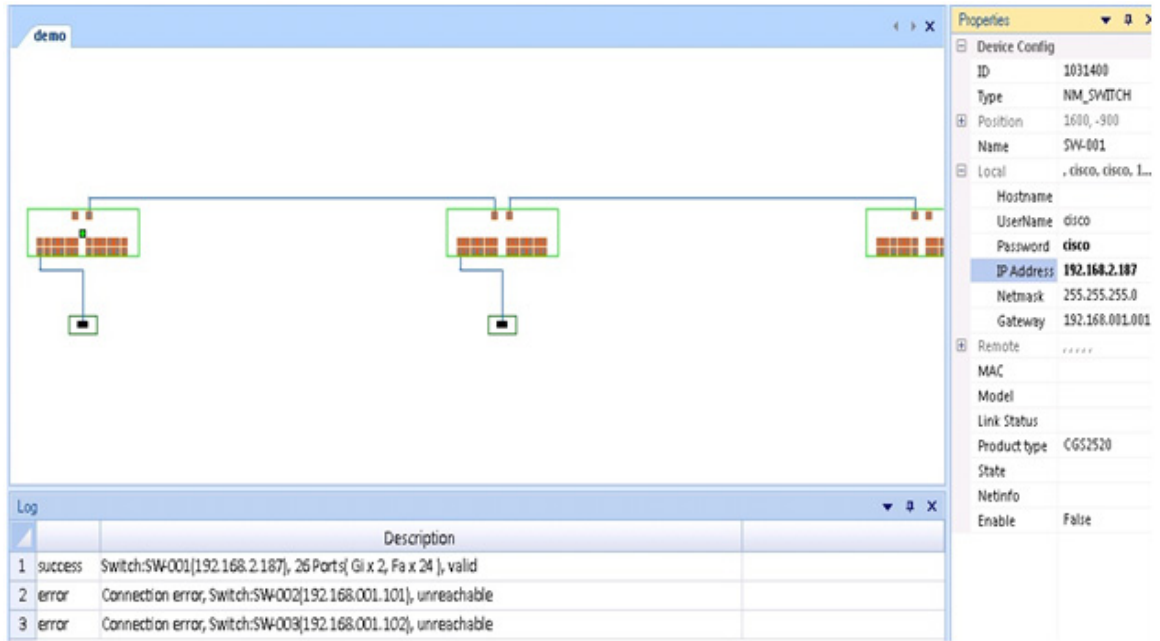 demo
Properties
Device Config
ID 1031400
Type NM_SWITCH
Position 1600, -900
Name SW-001
Local , cisco, cisco, 1...
Hostname
UserName cisco
Password cisco
IP Address 192.168.2.187
Netmask 255.255.255.0
Gateway 192.168.001.001
Remote , , , , ,
MAC
Model
Link Status
Product type CGS2520
State
Netinfo
Enable False
Log
Description
1 success Switch:SW-001(192.168.2.187), 26 Ports( Gi x 2, Fa x 24 ), valid
2 error Connection error, Switch:SW-002(192.168.001.101), unreachable
3 error Connection error, Switch:SW-003(192.168.001.102), unreachable